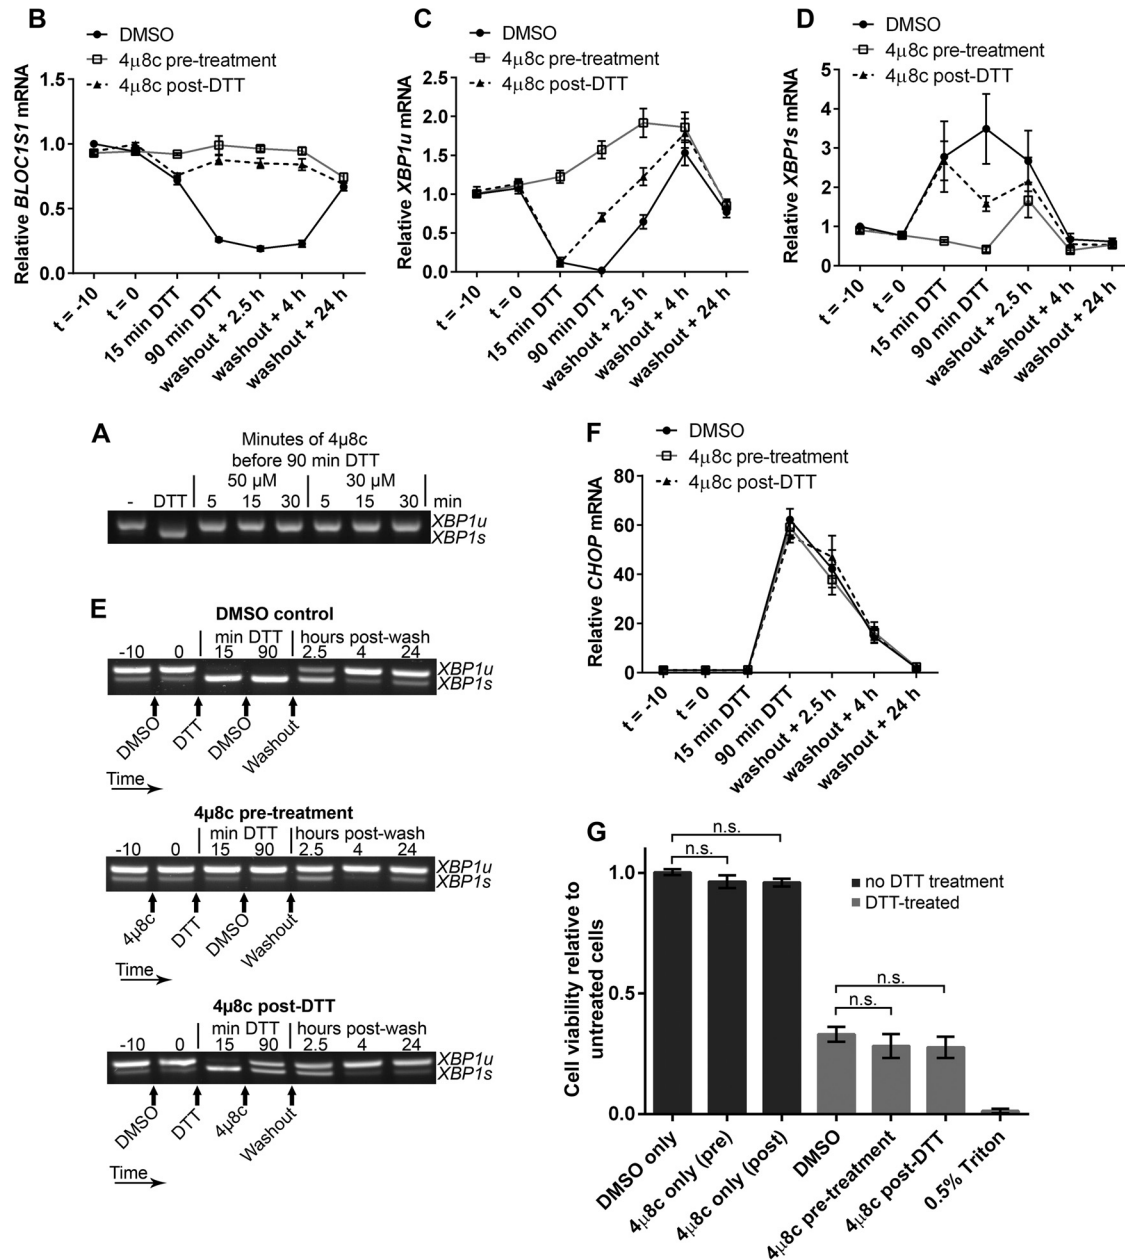 B
DMSO
4μ8c pre-treatment
4μ8c post-DTT
Relative BLOC1S1 mRNA
1.5
1.0
0.5
0.0
t = -10
t = 0
15 min DTT
90 min DTT
washout + 2.5 h
washout + 4 h
washout + 24 h
C
DMSO
4μ8c pre-treatment
4μ8c post-DTT
Relative XBP1u mRNA
2.5
2.0
1.5
1.0
0.5
0.0
t = -10
t = 0
15 min DTT
90 min DTT
washout + 2.5 h
washout + 4 h
washout + 24 h
D
DMSO
4μ8c pre-treatment
4μ8c post-DTT
Relative XBP1s mRNA
5
4
3
2
1
0
t = -10
t = 0
15 min DTT
90 min DTT
washout + 2.5 h
washout + 4 h
washout + 24 h
A
Minutes of 4μ8c
before 90 min DTT
50 μM 30 μM
- DTT 5 15 30 5 15 30 min
XBP1u
XBP1s
E
DMSO control
min DTT hours post-wash
-10 0 15 90 2.5 4 24
XBP1u
XBP1s
DMSO DTT DMSO Washout
Time
4μ8c pre-treatment
min DTT hours post-wash
-10 0 15 90 2.5 4 24
XBP1u
XBP1s
4μ8c DTT DMSO Washout
Time
4μ8c post-DTT
min DTT hours post-wash
-10 0 15 90 2.5 4 24
XBP1u
XBP1s
DMSO DTT 4μ8c Washout
Time
F
DMSO
4μ8c pre-treatment
4μ8c post-DTT
Relative CHOP mRNA
80
60
40
20
0
t = -10
t = 0
15 min DTT
90 min DTT
washout + 2.5 h
washout + 4 h
washout + 24 h
G
n.s.
n.s.
no DTT treatment
DTT-treated
n.s.
n.s.
Cell viability relative to
untreated cells
1.0
0.5
0.0
DMSO only
4μ8c only (pre)
4μ8c only (post)
DMSO
4μ8c pre-treatment
4μ8c post-DTT
0.5% Triton